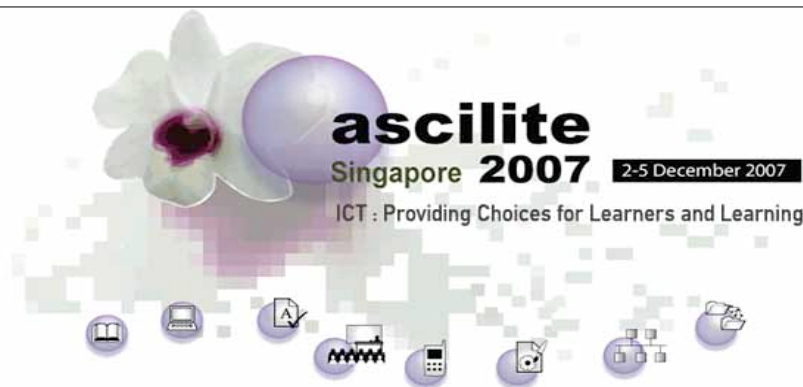 ascilite
Singapore 2007 2-5 December 2007
ICT : Providing Choices for Learners and Learning
A